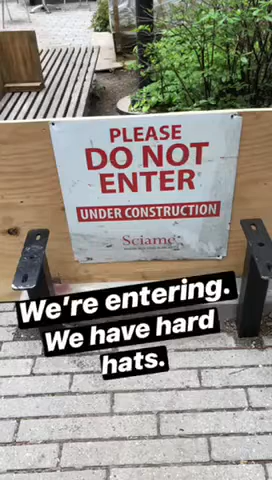 PLEASE
DO NOT
ENTER
UNDER CONSTRUCTION
Sciame
We're entering.
We have hard
hats.